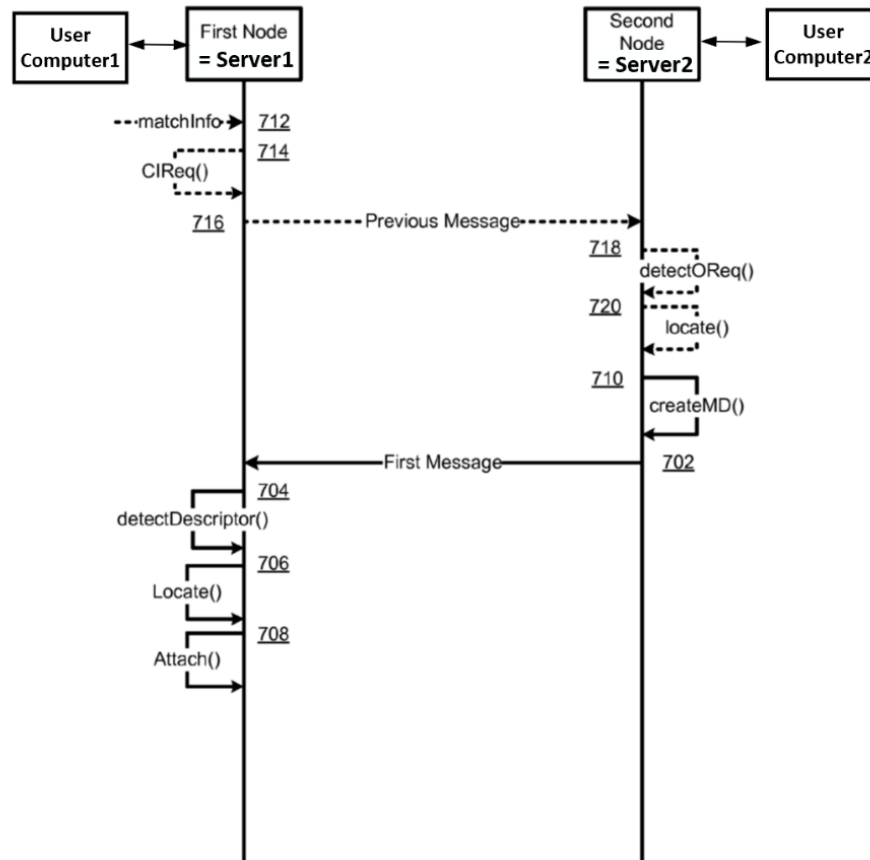 User
Computer1
First Node
= Server1
Second
Node
= Server2
User
Computer2
matchInfo
712
714
CIReq()
716
Previous Message
718
detectOReq()
720
locate()
710
createMD()
First Message
702
704
detectDescriptor()
706
Locate()
708
Attach()